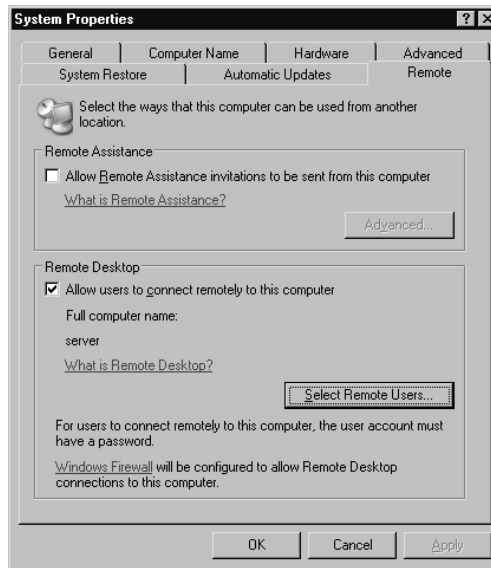 System Properties
General Computer Name Hardware Advanced
System Restore Automatic Updates Remote
Select the ways that this computer can be used from another
location.
Remote Assistance
Allow Remote Assistance invitations to be sent from this computer
What is Remote Assistance?
Advanced...
Remote Desktop
Allow users to connect remotely to this computer
Full computer name:
server
What is Remote Desktop?
Select Remote Users...
For users to connect remotely to this computer, the user account must
have a password.
Windows Firewall will be configured to allow Remote Desktop
connections to this computer.
OK Cancel Apply